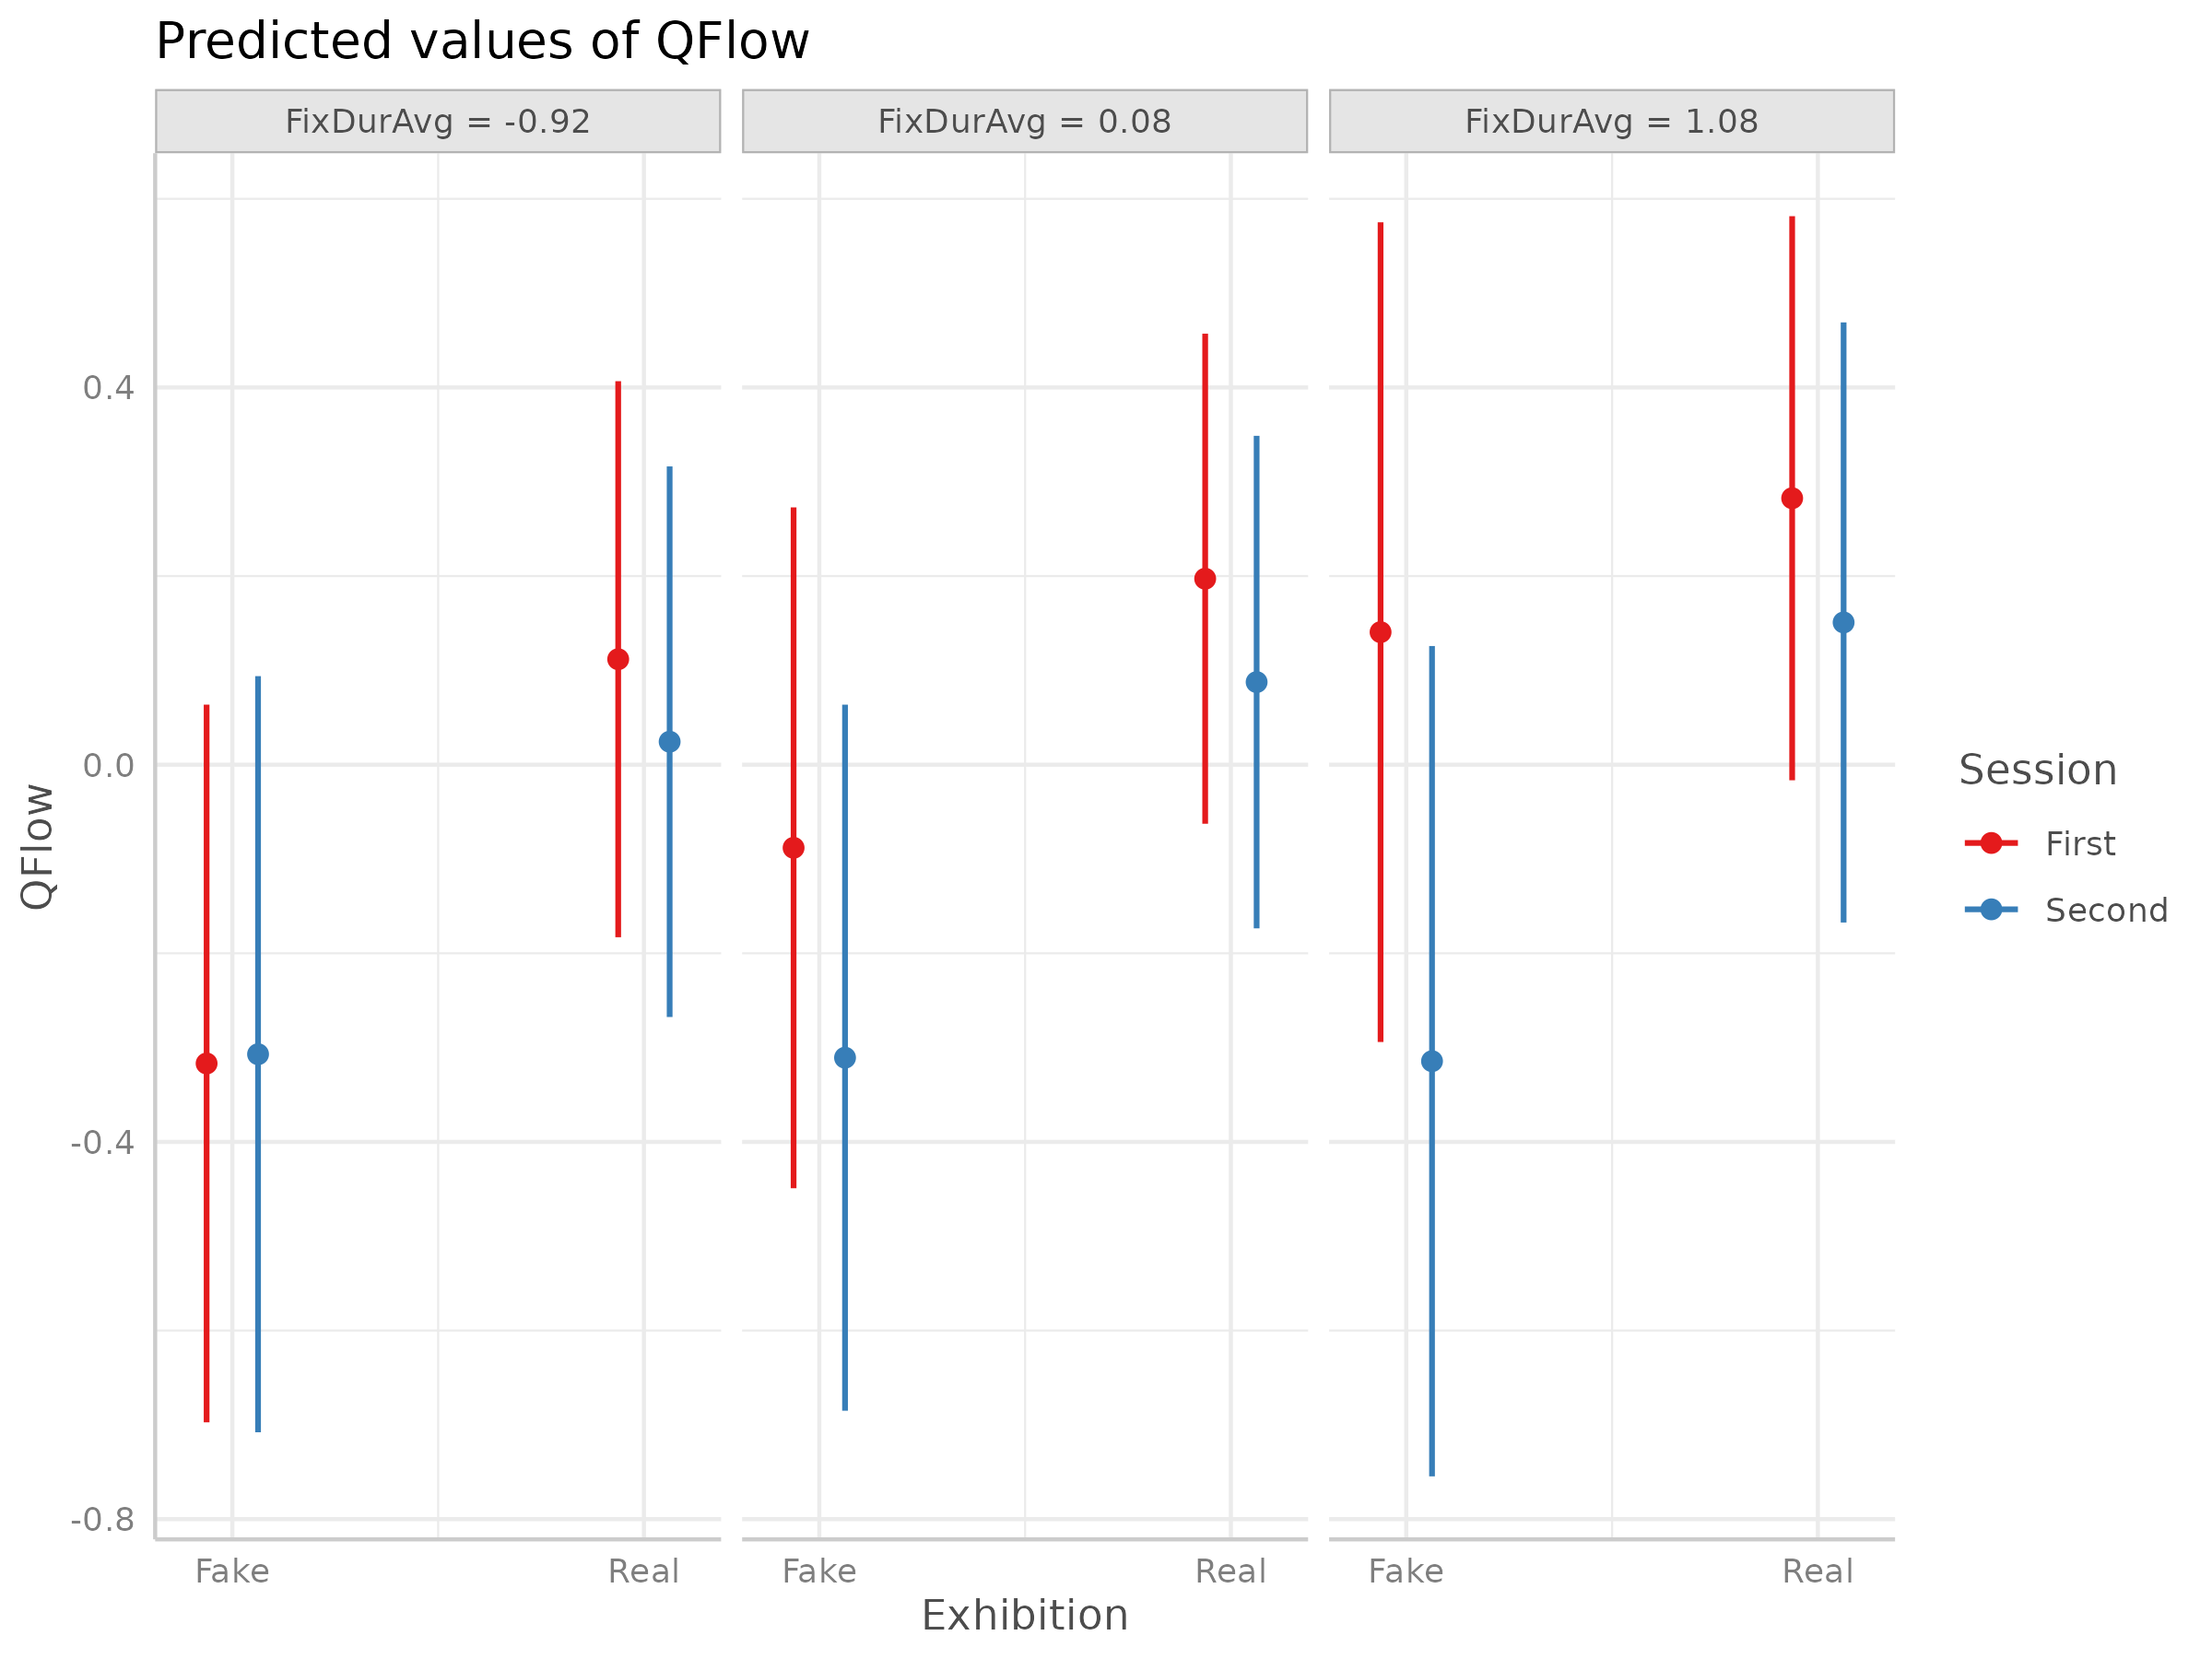 Predicted values of QFlow
FixDurAvg = -0.92
FixDurAvg = 0.08
FixDurAvg = 1.08
0.4
0.0
-0.4
-0.8
QFlow
Fake
Real
Fake
Real
Fake
Real
Exhibition
Session
First
Second